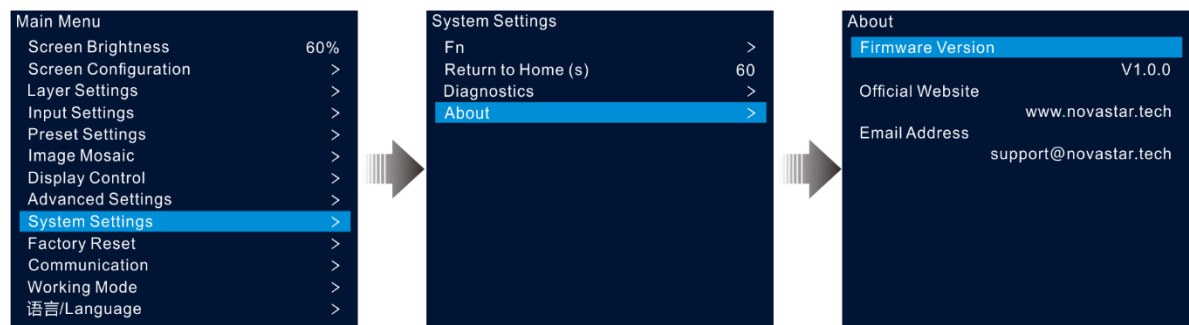 Main Menu
Screen Brightness 60%
Screen Configuration >
Layer Settings >
Input Settings >
Preset Settings >
Image Mosaic >
Display Control >
Advanced Settings >
System Settings >
Factory Reset >
Communication >
Working Mode >
语言/Language >
System Settings
Fn >
Return to Home (s) 60
Diagnostics >
About >
About
Firmware Version
V1.0.0
Official Website
www.novastar.tech
Email Address
support@novastar.tech